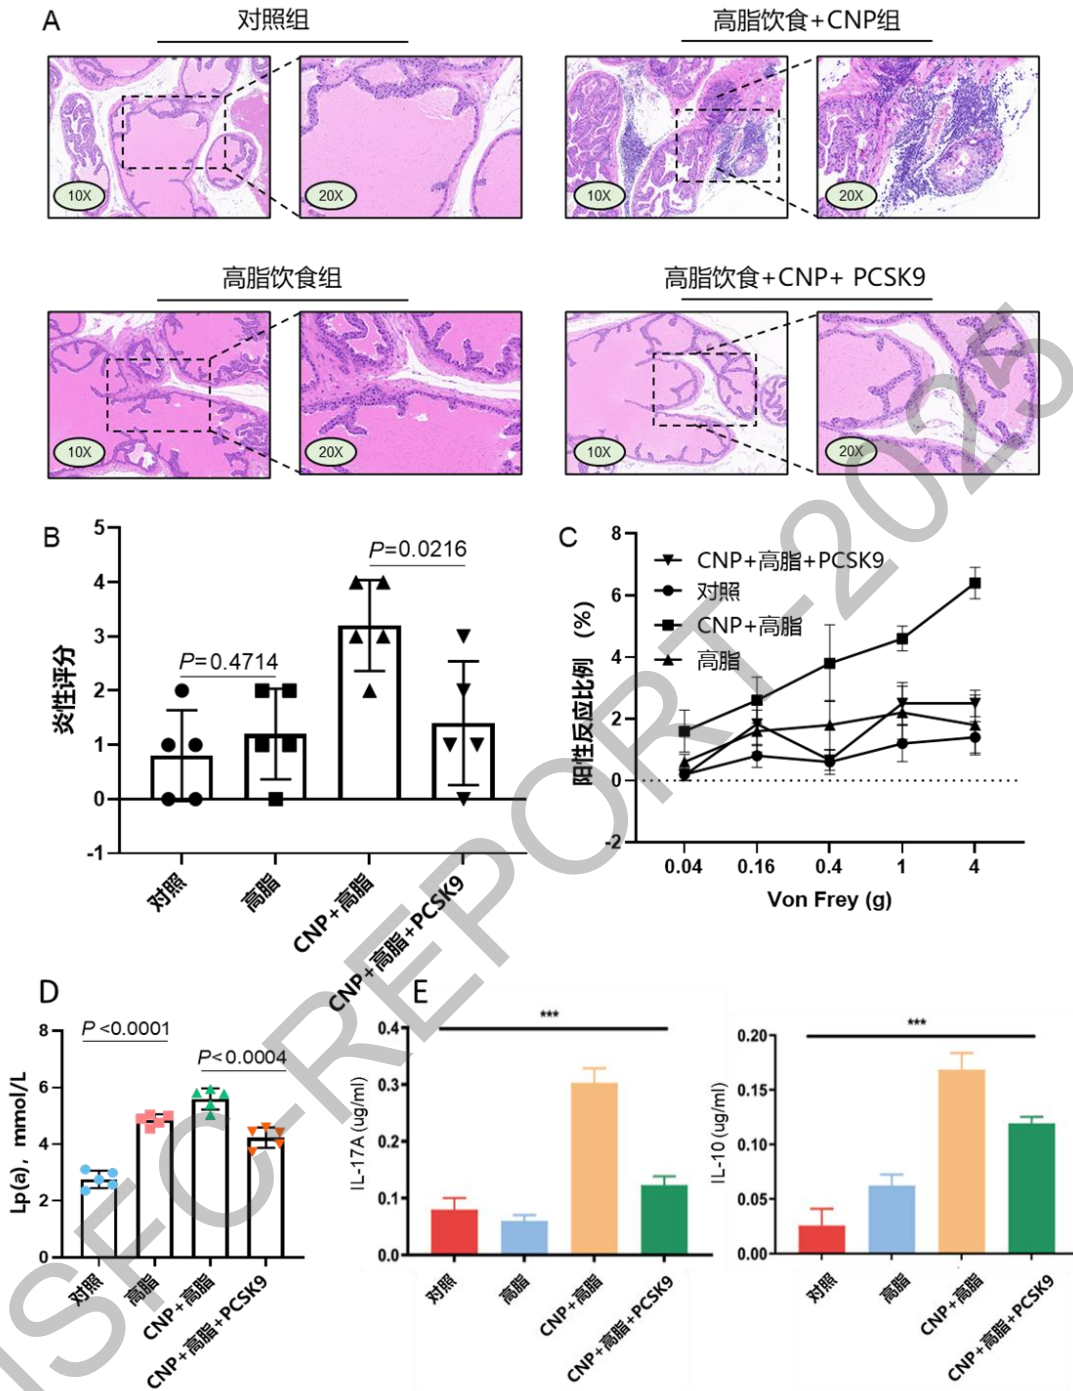 A
对照组
高脂饮食+CNP组
10X
20X
10X
20X
高脂饮食组
高脂饮食+CNP+ PCSK9
10X
20X
10X
20X
B
炎性评分
5
4
3
2
1
0
-1
P=0.4714
P=0.0216
对照
高脂
CNP+高脂
CNP+高脂+PCSK9
C
阳性反应比例 (%)
8
6
4
2
0
-2
CNP+高脂+PCSK9
对照
CNP+高脂
高脂
0.04 0.16 0.4 1 4
Von Frey (g)
D
Lp(a), mmol/L
8
6
4
2
0
P <0.0001
P<0.0004
对照
高脂
CNP+高脂
CNP+高脂+PCSK9
E
IL-17A (ug/ml)
0.4
0.3
0.2
0.1
0.0
***
对照
高脂
CNP+高脂
CNP+高脂+PCSK9
IL-10 (ug/ml)
0.20
0.15
0.10
0.05
0.00
***
对照
高脂
CNP+高脂
CNP+高脂+PCSK9
ISFC-REPORT-2025